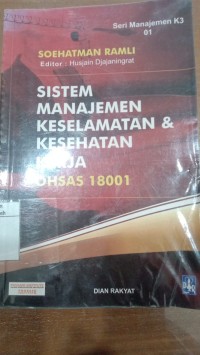 Seri Manajemen K3
01
SOEHATMAN RAMLI
Editor : Husjain Djajaningrat
SISTEM
MANAJEMEN
KESELAMATAN &
KESEHATAN
KERJA
OHSAS 18001
DIAN RAKYAT